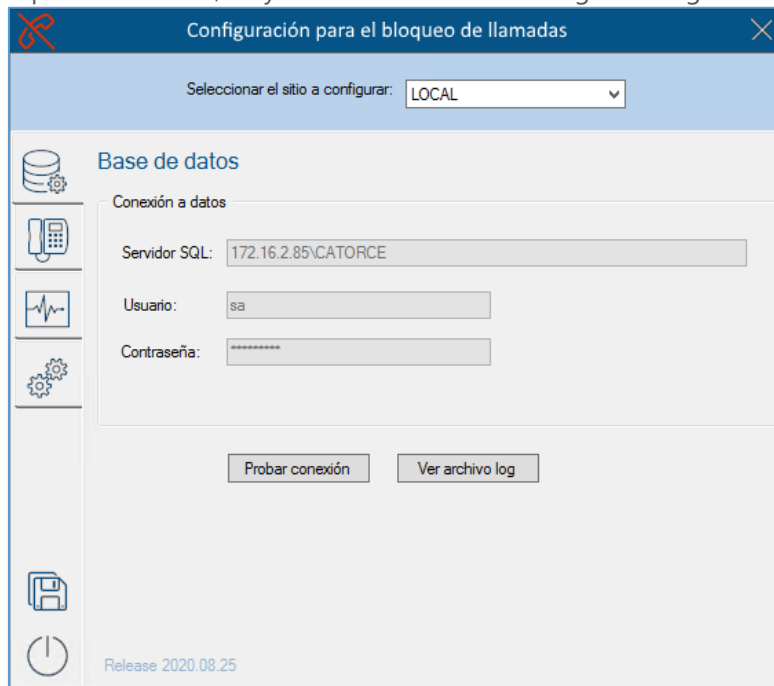 Configuración para el bloqueo de llamadas
Seleccionar el sitio a configurar: LOCAL
Base de datos
Conexión a datos
Servidor SQL: 172.16.2.85\CATORCE
Usuario: sa
Contraseña: *********
Probar conexión Ver archivo log
Release 2020.08.25